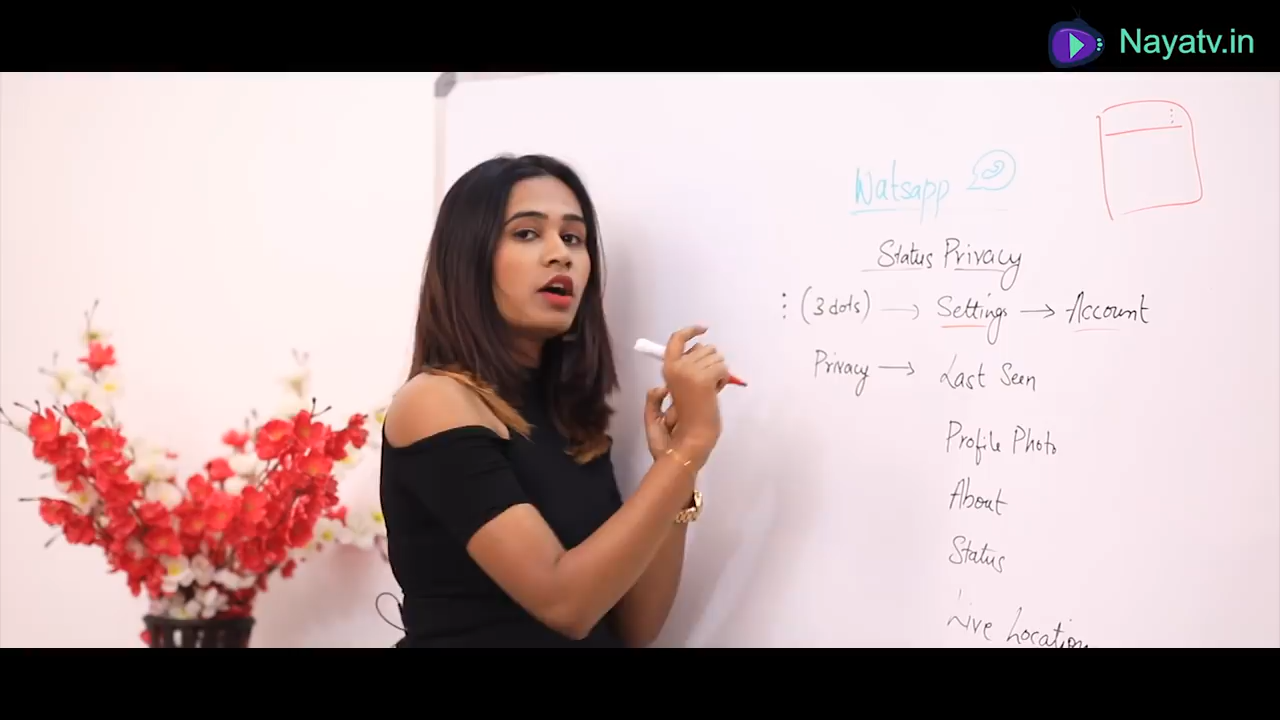 Nayatv.in
Watsapp
Status Privacy
: (3 dots) → Settings → Account
Privacy → Last Seen
Profile Photo
About
Status
Live Location